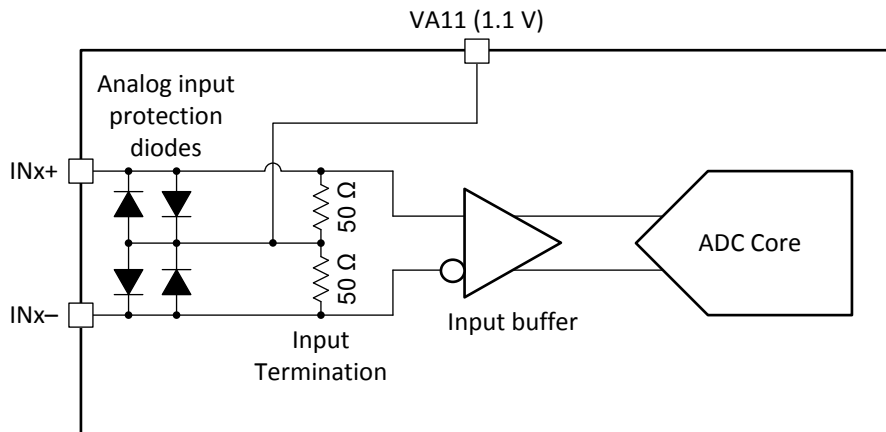 VA11 (1.1 V)
Analog input
protection
diodes
INx+
50 Ω
50 Ω
ADC Core
INx–
Input buffer
Input
Termination